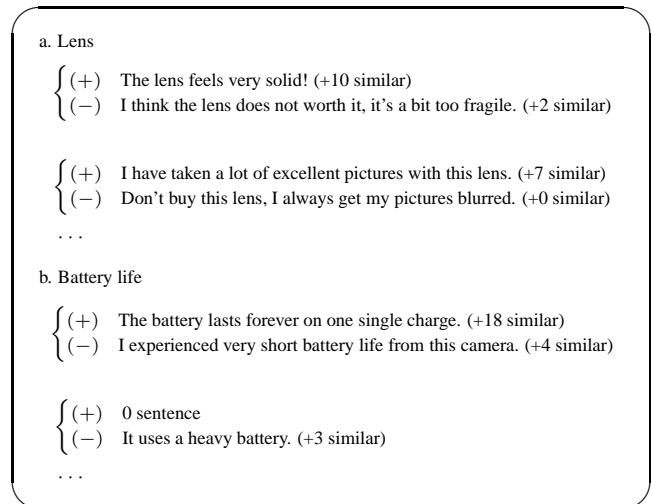 a. Lens
(+) The lens feels very solid! (+10 similar)
(−) I think the lens does not worth it, it's a bit too fragile. (+2 similar)
(+) I have taken a lot of excellent pictures with this lens. (+7 similar)
(−) Don't buy this lens, I always get my pictures blurred. (+0 similar)
. . .
b. Battery life
(+) The battery lasts forever on one single charge. (+18 similar)
(−) I experienced very short battery life from this camera. (+4 similar)
(+) 0 sentence
(−) It uses a heavy battery. (+3 similar)
. . .